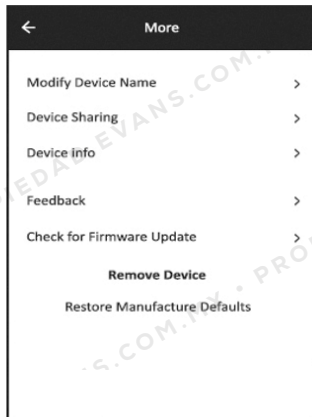 More
Modify Device Name
Device Sharing
Device info
Feedback
Check for Firmware Update
Remove Device
Restore Manufacture Defaults